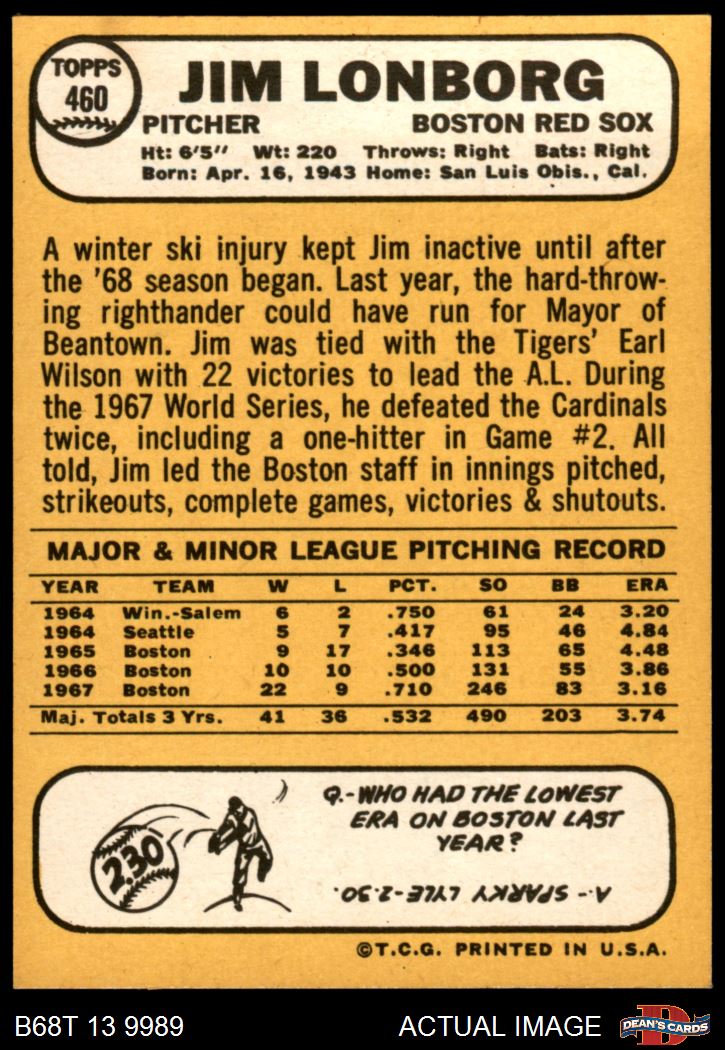 TOPPS
460
JIM LONBORG
PITCHER BOSTON RED SOX
Ht: 6'5" Wt: 220 Throws: Right Bats: Right
Born: Apr. 16, 1943 Home: San Luis Obis., Cal.
A winter ski injury kept Jim inactive until after
the '68 season began. Last year, the hard-throw-
ing righthander could have run for Mayor of
Beantown. Jim was tied with the Tigers' Earl
Wilson with 22 victories to lead the A.L. During
the 1967 World Series, he defeated the Cardinals
twice, including a one-hitter in Game #2. All
told, Jim led the Boston staff in innings pitched,
strikeouts, complete games, victories & shutouts.
MAJOR & MINOR LEAGUE PITCHING RECORD
YEAR TEAM W L PCT. SO BB ERA
1964 Win.-Salem 6 2 .750 61 24 3.20
1964 Seattle 5 7 .417 95 46 4.84
1965 Boston 9 17 .346 113 65 4.48
1966 Boston 10 10 .500 131 55 3.86
1967 Boston 22 9 .710 246 83 3.16
Maj. Totals 3 Yrs. 41 36 .532 490 203 3.74
2.30
Q.-WHO HAD THE LOWEST
ERA ON BOSTON LAST
YEAR?
A.- SPARKY LYLE-2.30.
©T.C.G. PRINTED IN U.S.A.
B68T 13 9989 ACTUAL IMAGE
D
DEAN'S CARDS